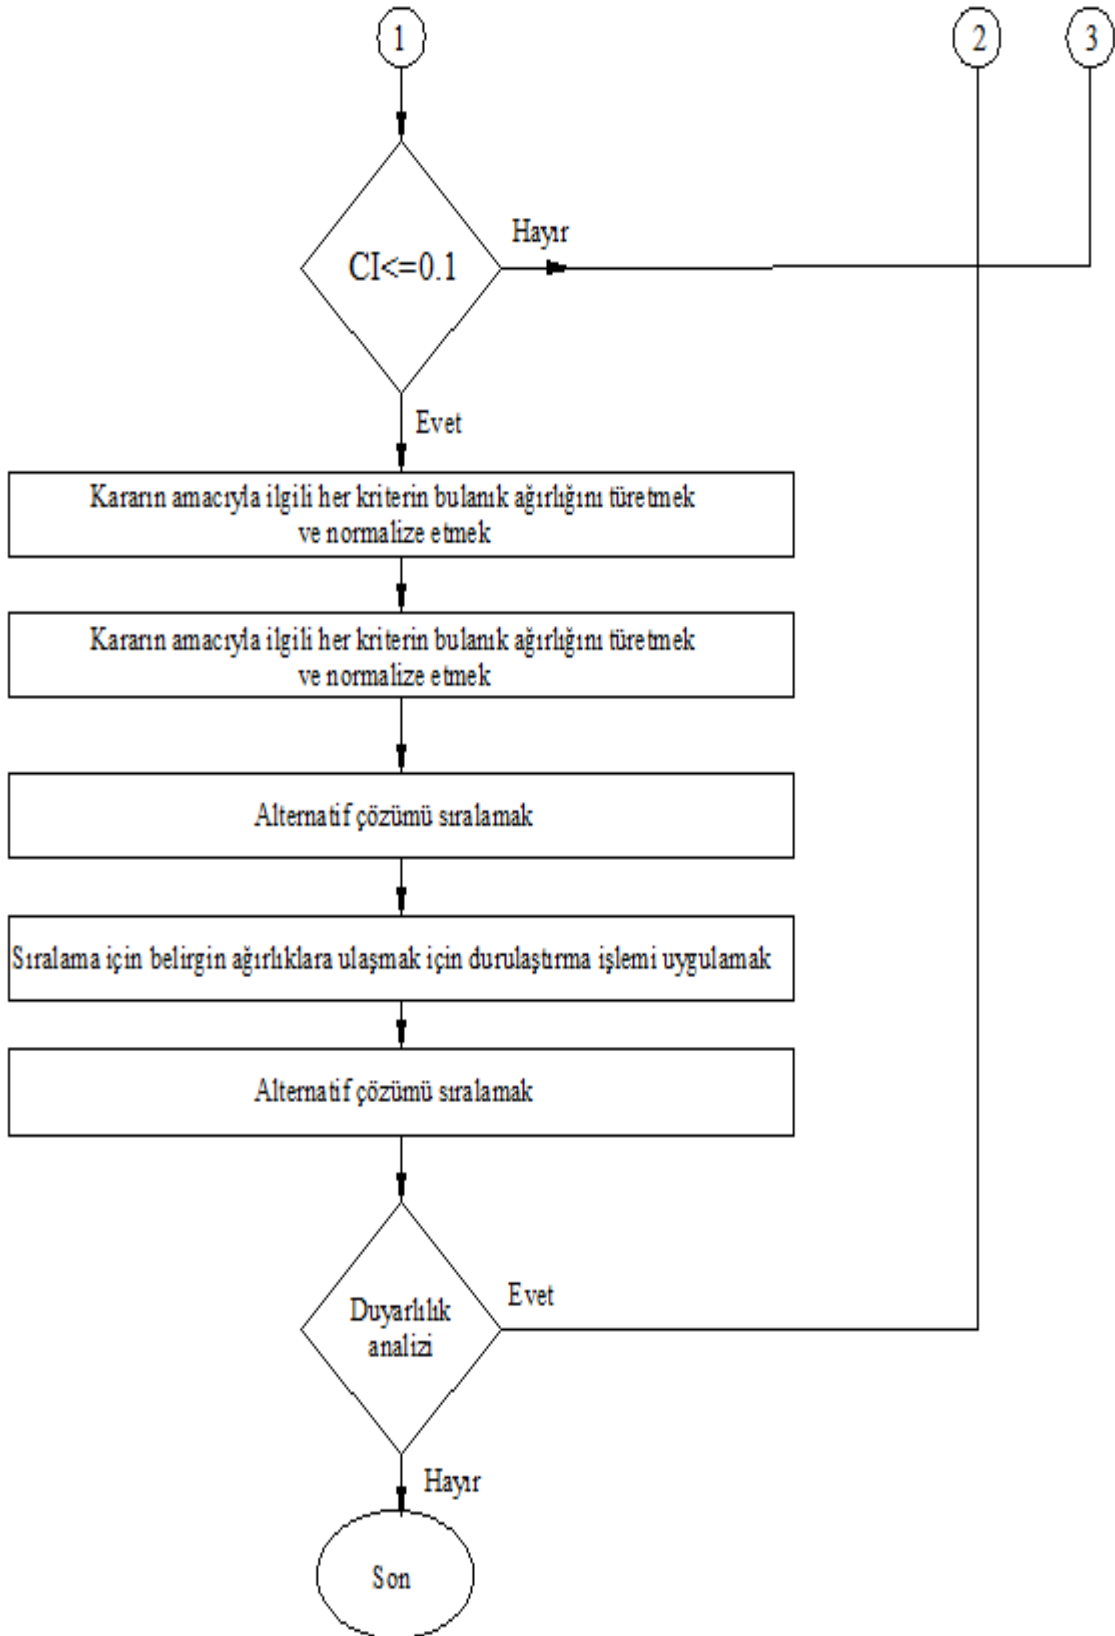 1
2
3
Hayır
CI<=0.1
Evet
Kararın amacıyla ilgili her kriterin bulanık ağırlığını türetmek
ve normalize etmek
Kararın amacıyla ilgili her kriterin bulanık ağırlığını türetmek
ve normalize etmek
Alternatif çözümü sıralamak
Sıralama için belirgin ağırlıklara ulaşmak için durulaştırma işlemi uygulamak
Alternatif çözümü sıralamak
Evet
Duyarlılık
analizi
Hayır
Son